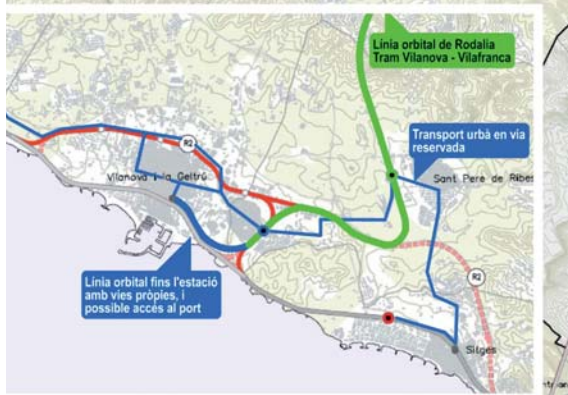 Línia orbital de Rodalia
Tram Vilanova - Vilafranca
R2
Transport urbà en via
reservada
Vilanova i la Geltrú
Sant Pere de Ribes
R2
Línia orbital fins l'estació
amb vies pròpies, i
possible accés al port
Sitges